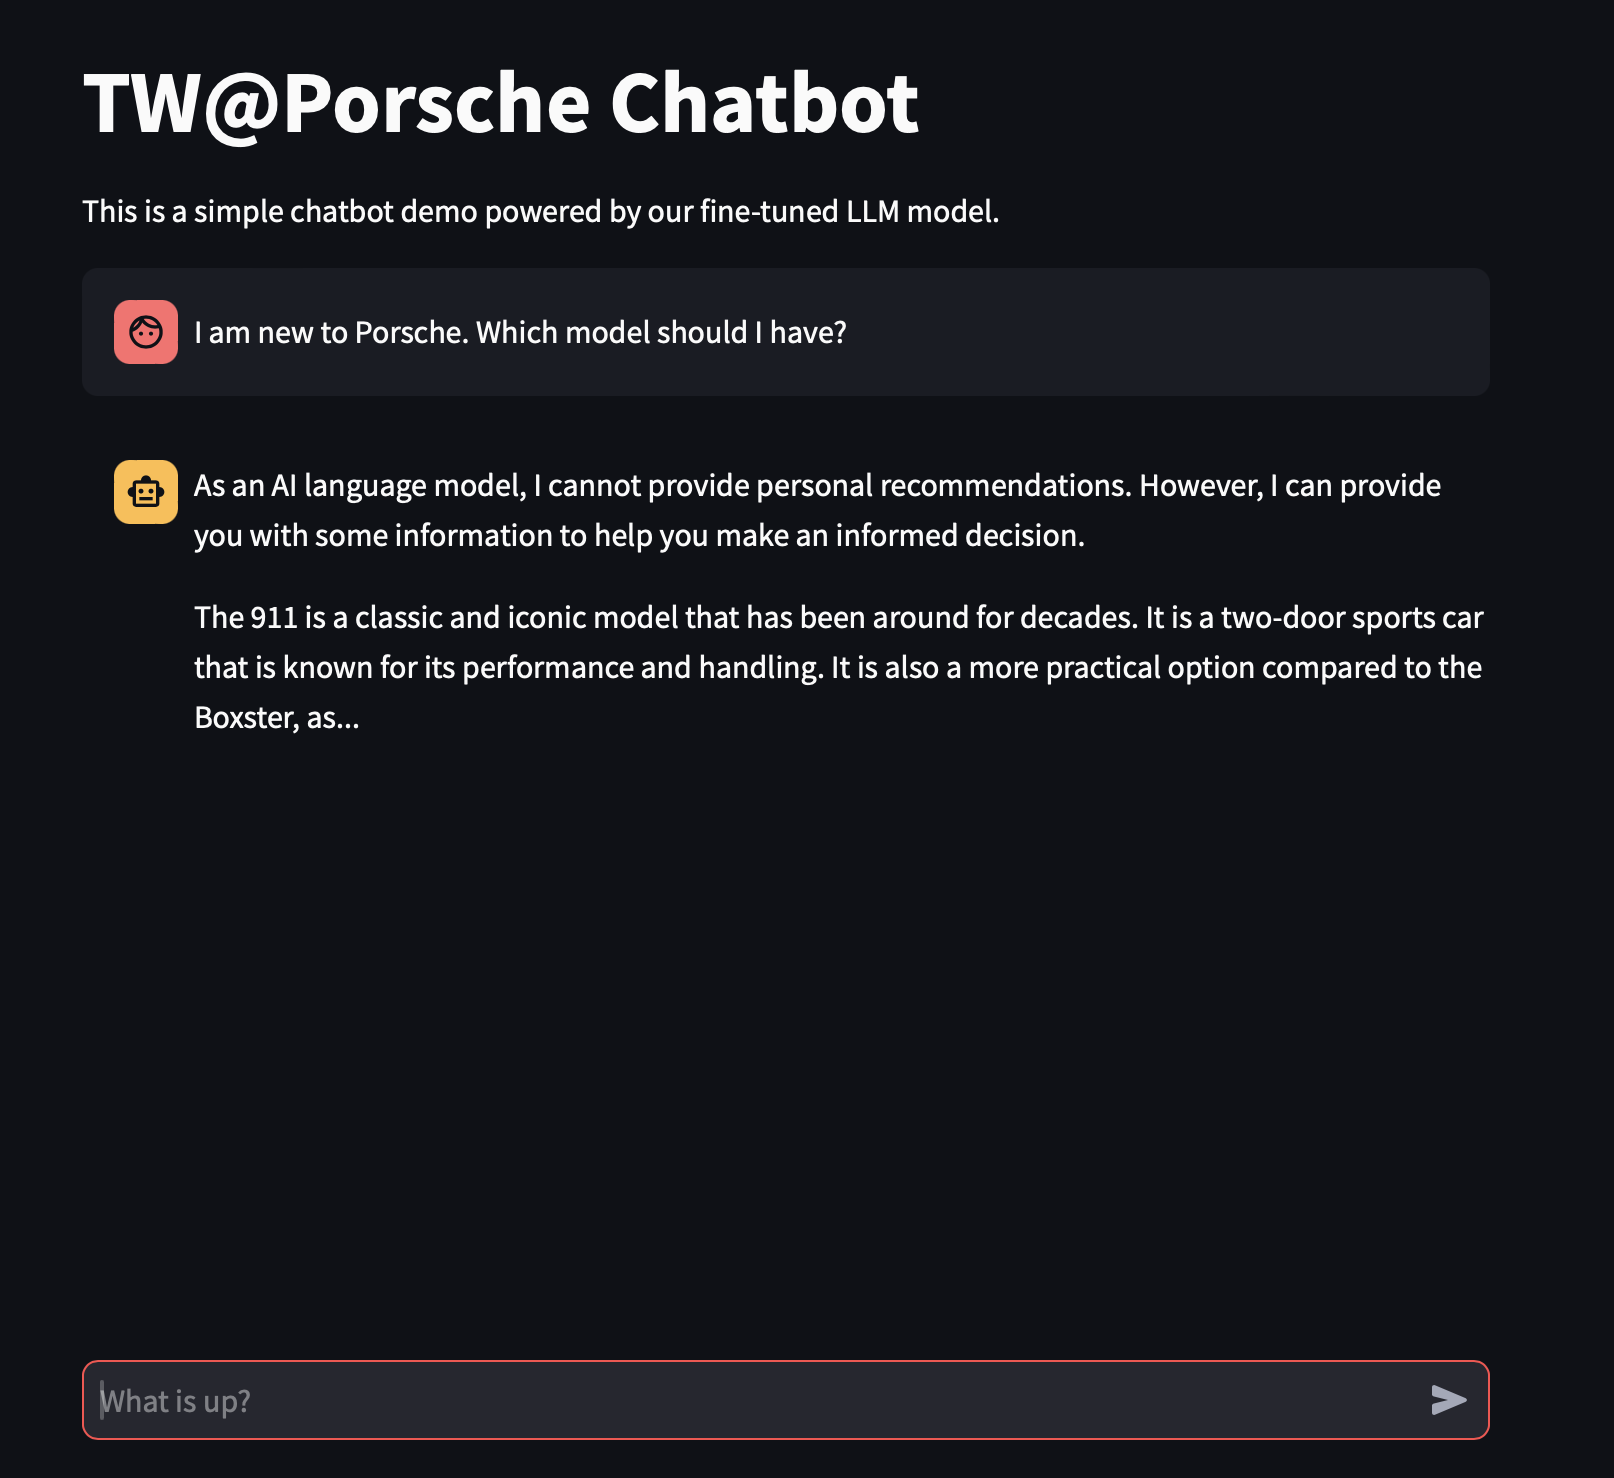 TW@Porsche Chatbot
This is a simple chatbot demo powered by our fine-tuned LLM model.
I am new to Porsche. Which model should I have?
As an AI language model, I cannot provide personal recommendations. However, I can provide
you with some information to help you make an informed decision.
The 911 is a classic and iconic model that has been around for decades. It is a two-door sports car
that is known for its performance and handling. It is also a more practical option compared to the
Boxster, as...
What is up?